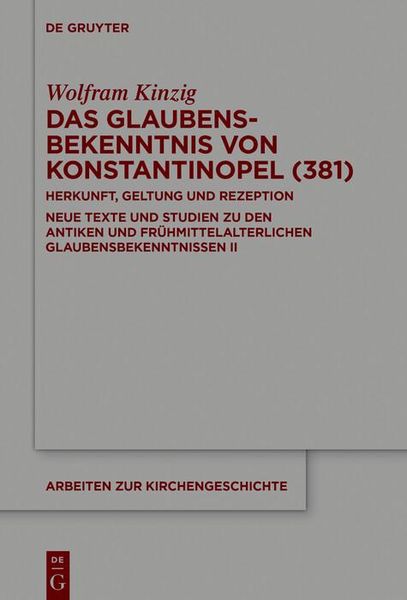 DE GRUYTER
Wolfram Kinzig
DAS GLAUBENS-
BEKENNTNIS VON
KONSTANTINOPEL (381)
HERKUNFT, GELTUNG UND REZEPTION
NEUE TEXTE UND STUDIEN ZU DEN
ANTIKEN UND FRÜHMITTELALTERLICHEN
GLAUBENSBEKENNTNISSEN II
ARBEITEN ZUR KIRCHENGESCHICHTE
DE
G